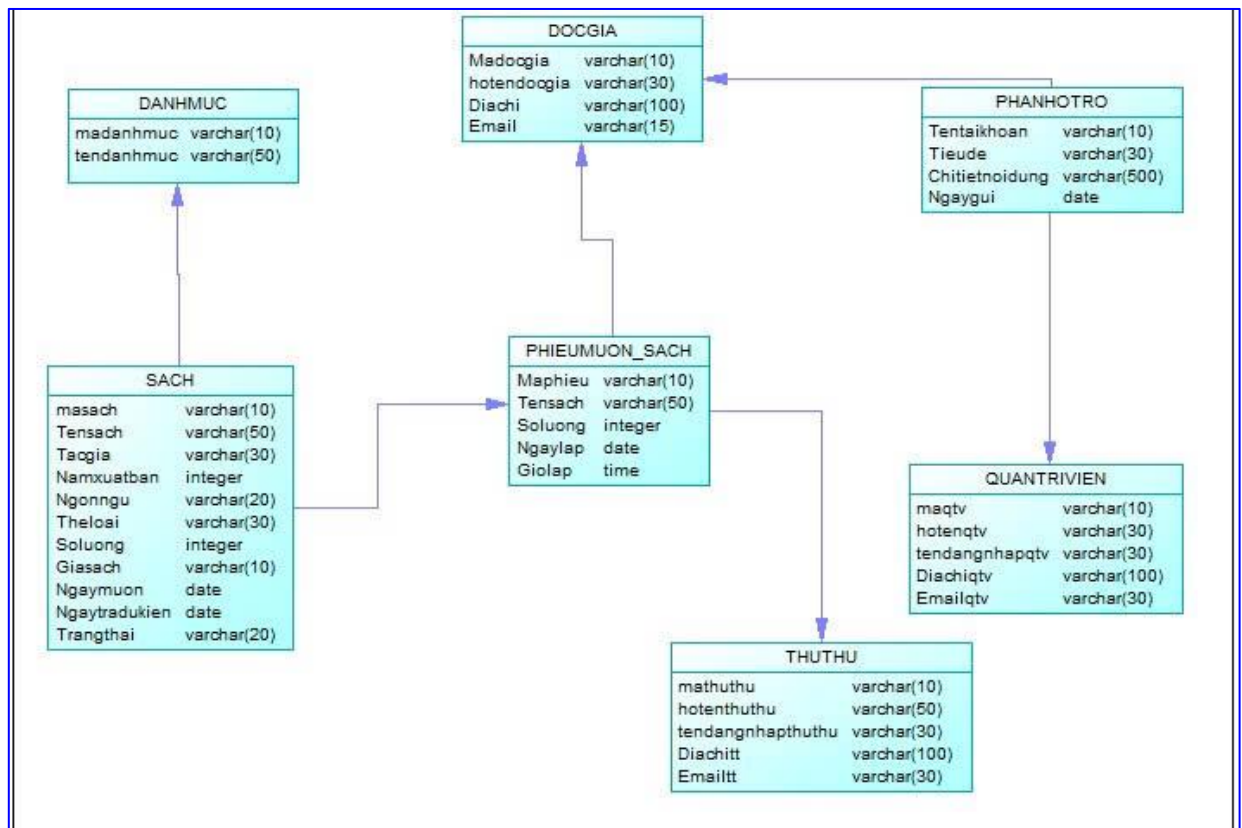 DOCGIA
Madocgia varchar(10)
hotendocgia varchar(30)
Diachi varchar(100)
Email varchar(15)
DANHMUC
madanhmuc varchar(10)
tendanhmuc varchar(50)
PHANHOTRO
Tentaikhoan varchar(10)
Tieude varchar(30)
Chitietnoidung varchar(500)
Ngaygui date
SACH
masach varchar(10)
Tensach varchar(50)
Tacgia varchar(30)
Namxuatban integer
Ngonngu varchar(20)
Theloai varchar(30)
Soluong integer
Giasach varchar(10)
Ngaymuon date
Ngaytradukien date
Trangthai varchar(20)
PHIEUMUON_SACH
Maphieu varchar(10)
Tensach varchar(50)
Soluong integer
Ngaylap date
Giolap time
QUANTRIVIEN
maqtv varchar(10)
hotenqtv varchar(30)
tendangnhapqtv varchar(30)
Diachiqtv varchar(100)
Emailqtv varchar(30)
THUTHU
mathuthu varchar(10)
hotenthuthu varchar(50)
tendangnhapthuthu varchar(30)
Diachitt varchar(100)
Emailtt varchar(30)